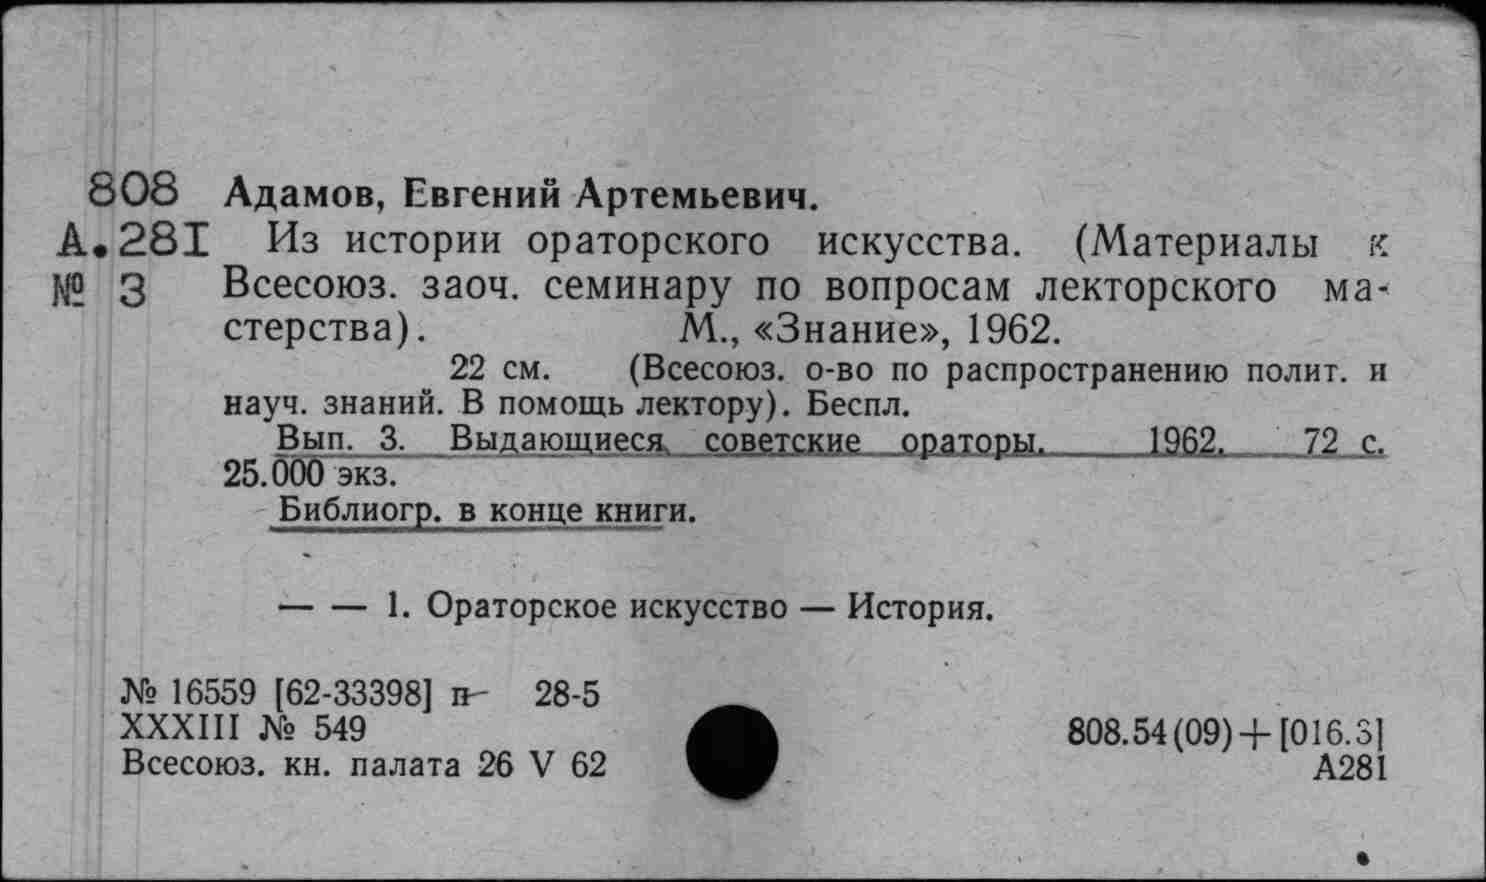 808 Адамов, Евгений Артемьевич.
А.281 Из истории ораторского искусства. (Материалы к
№ 3 Всесоюз. заоч. семинару по вопросам лекторского ма-
стерства). М., «Знание», 1962.
22 см. (Всесоюз. о-во по распространению полит. и
науч. знаний. В помощь лектору). Беспл.
Вып. 3. Выдающиеся советские ораторы. 1962. 72 с.
25.000 экз.
Библиогр. в конце книги.
— — 1. Ораторское искусство — История.
№ 16559 [62-33398] п- 28-5
XXXIII № 549
Всесоюз. кн. палата 26 V 62
808.54(09)+[016.3]
А281